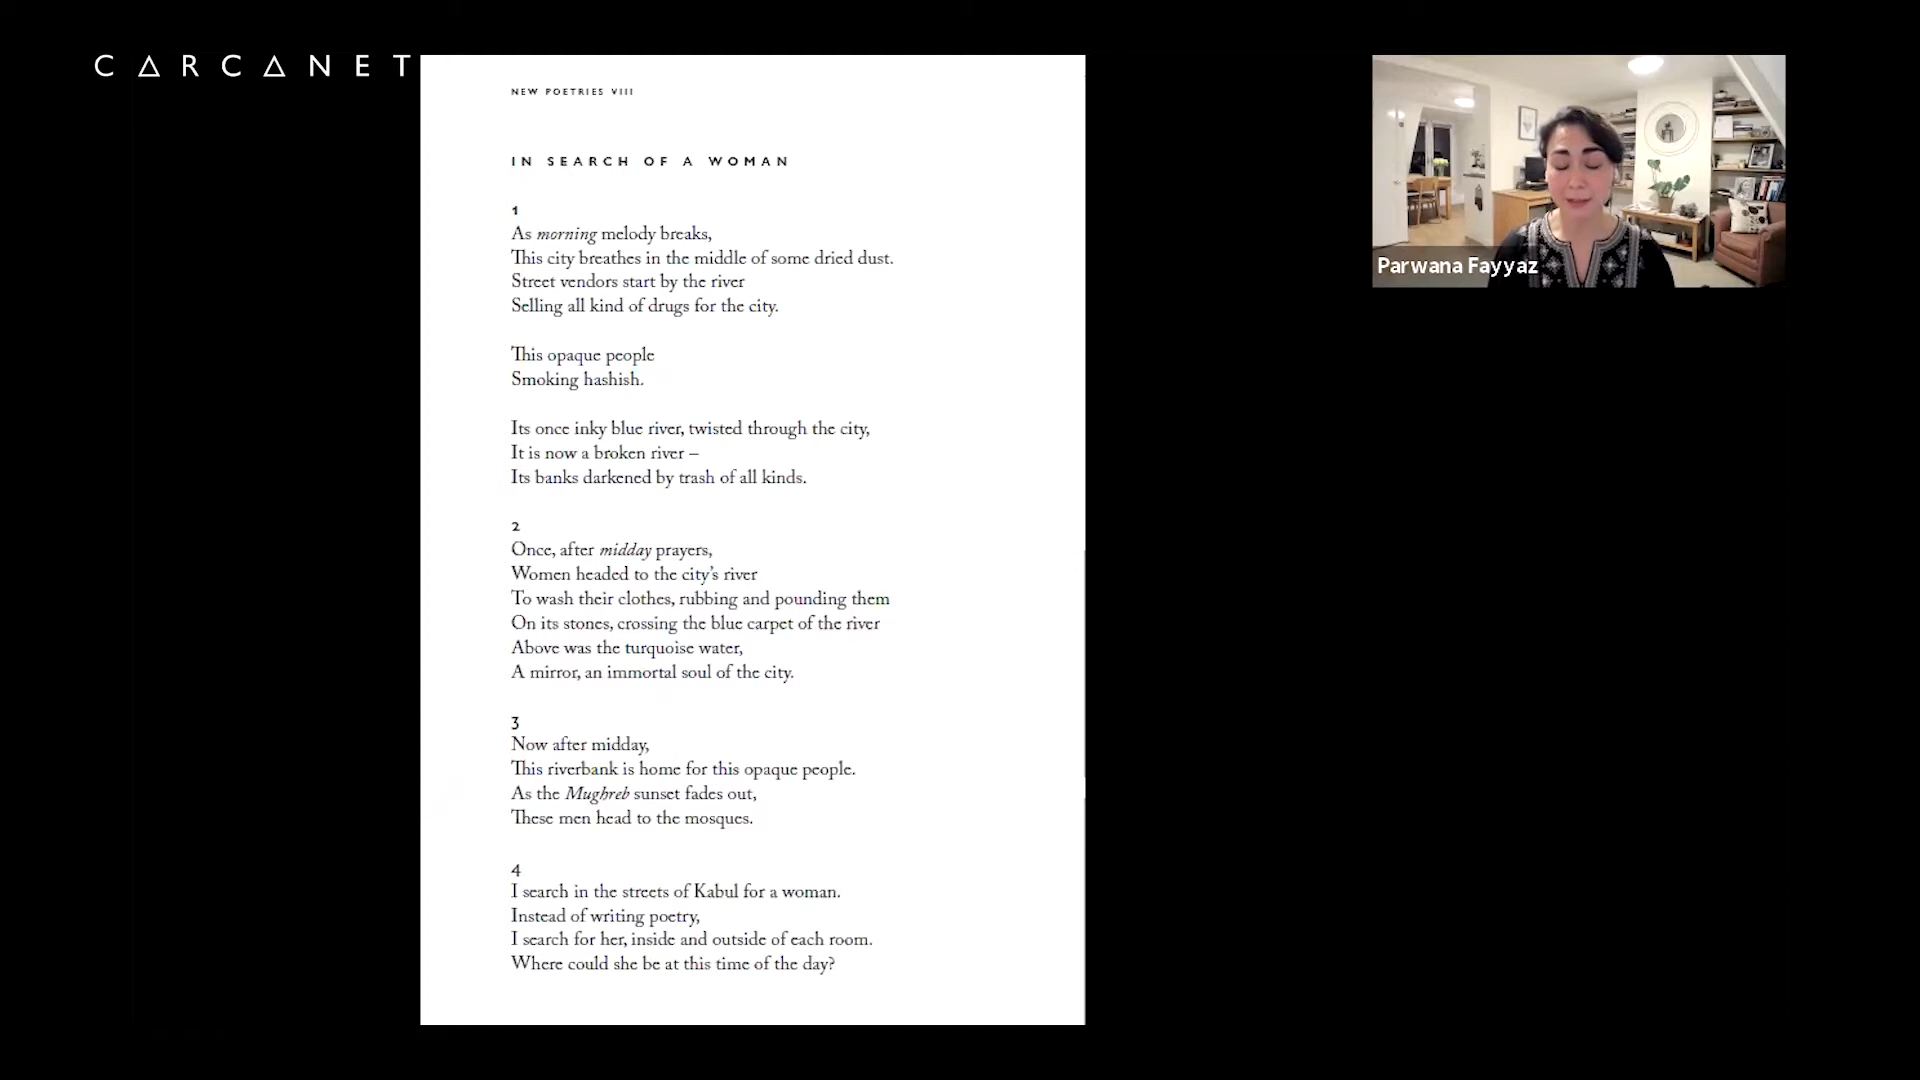 CARCANET
NEW POETRIES VIII
IN SEARCH OF A WOMAN
1
As morning melody breaks,
This city breathes in the middle of some dried dust.
Street vendors start by the river
Selling all kind of drugs for the city.
This opaque people
Smoking hashish.
Its once inky blue river, twisted through the city,
It is now a broken river –
Its banks darkened by trash of all kinds.
2
Once, after midday prayers,
Women headed to the city’s river
To wash their clothes, rubbing and pounding them
On its stones, crossing the blue carpet of the river
Above was the turquoise water,
A mirror, an immortal soul of the city.
3
Now after midday,
This riverbank is home for this opaque people.
As the Mughreb sunset fades out,
These men head to the mosques.
4
I search in the streets of Kabul for a woman.
Instead of writing poetry,
I search for her, inside and outside of each room.
Where could she be at this time of the day?
Parwana Fayyaz